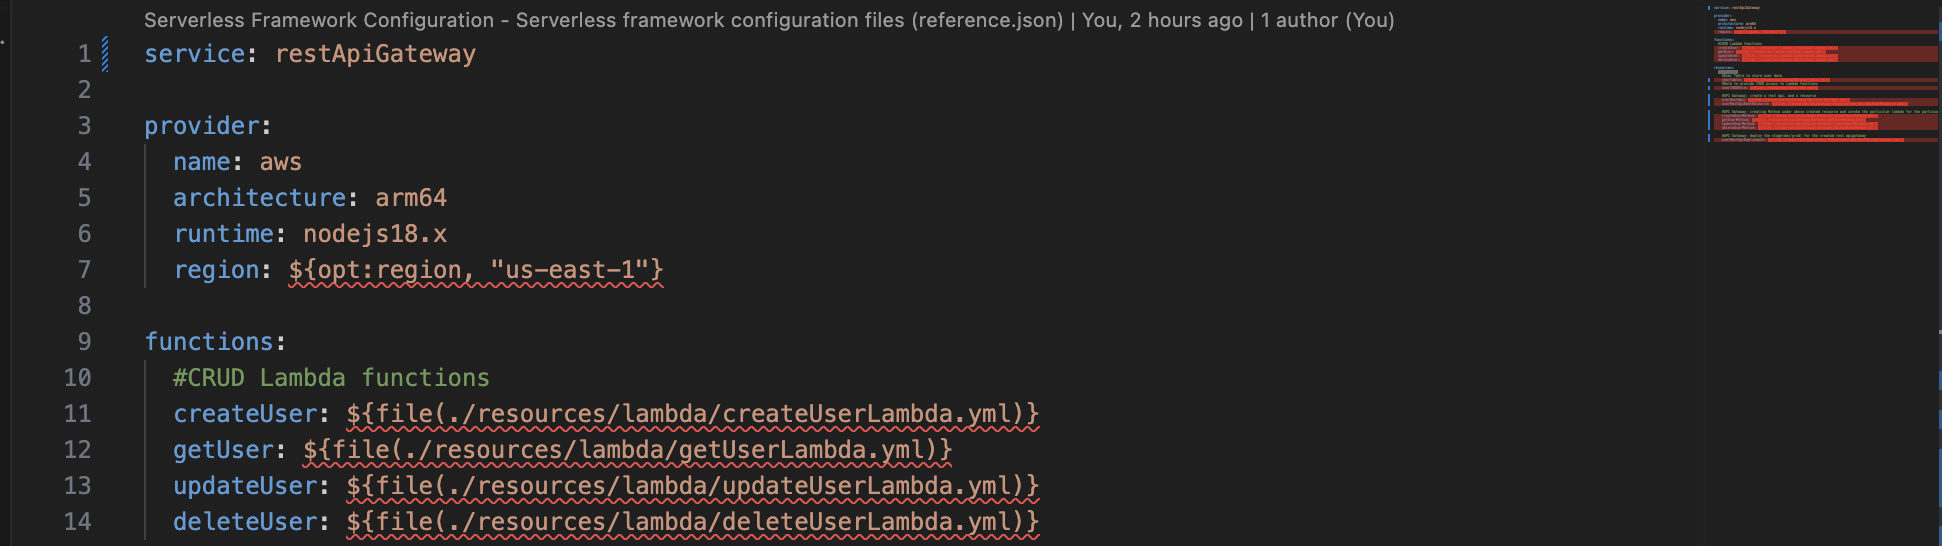 Serverless Framework Configuration - Serverless framework configuration files (reference.json) | You, 2 hours ago | 1 author (You)
1 service: restApiGateway
2
3 provider:
4 name: aws
5 architecture: arm64
6 runtime: nodejs18.x
7 region: ${opt:region, "us-east-1"}
8
9 functions:
10 #CRUD Lambda functions
11 createUser: ${file(./resources/lambda/createUserLambda.yml)}
12 getUser: ${file(./resources/lambda/getUserLambda.yml)}
13 updateUser: ${file(./resources/lambda/updateUserLambda.yml)}
14 deleteUser: ${file(./resources/lambda/deleteUserLambda.yml)}